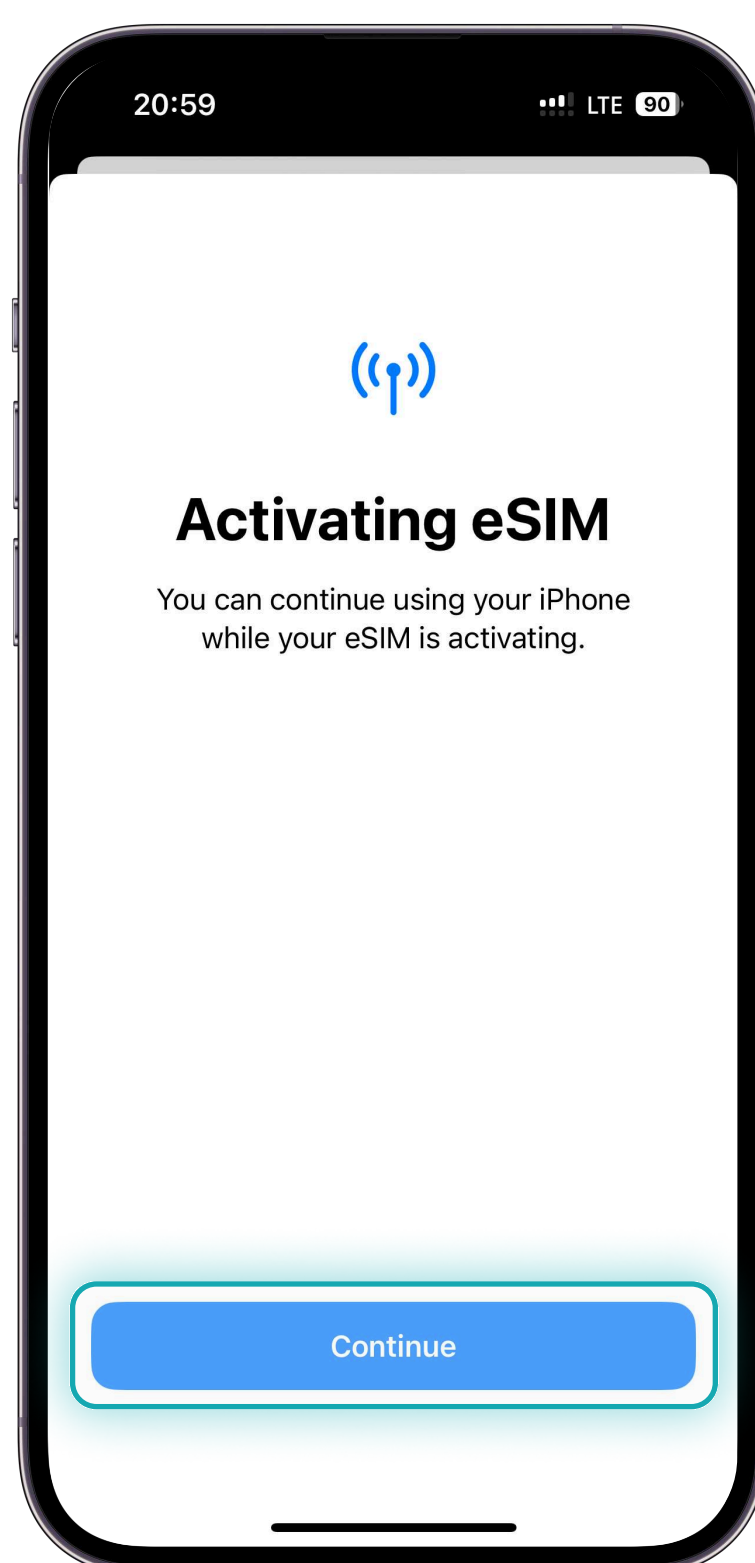 20:59 LTE 90
Activating eSIM
You can continue using your iPhone
while your eSIM is activating.
Continue